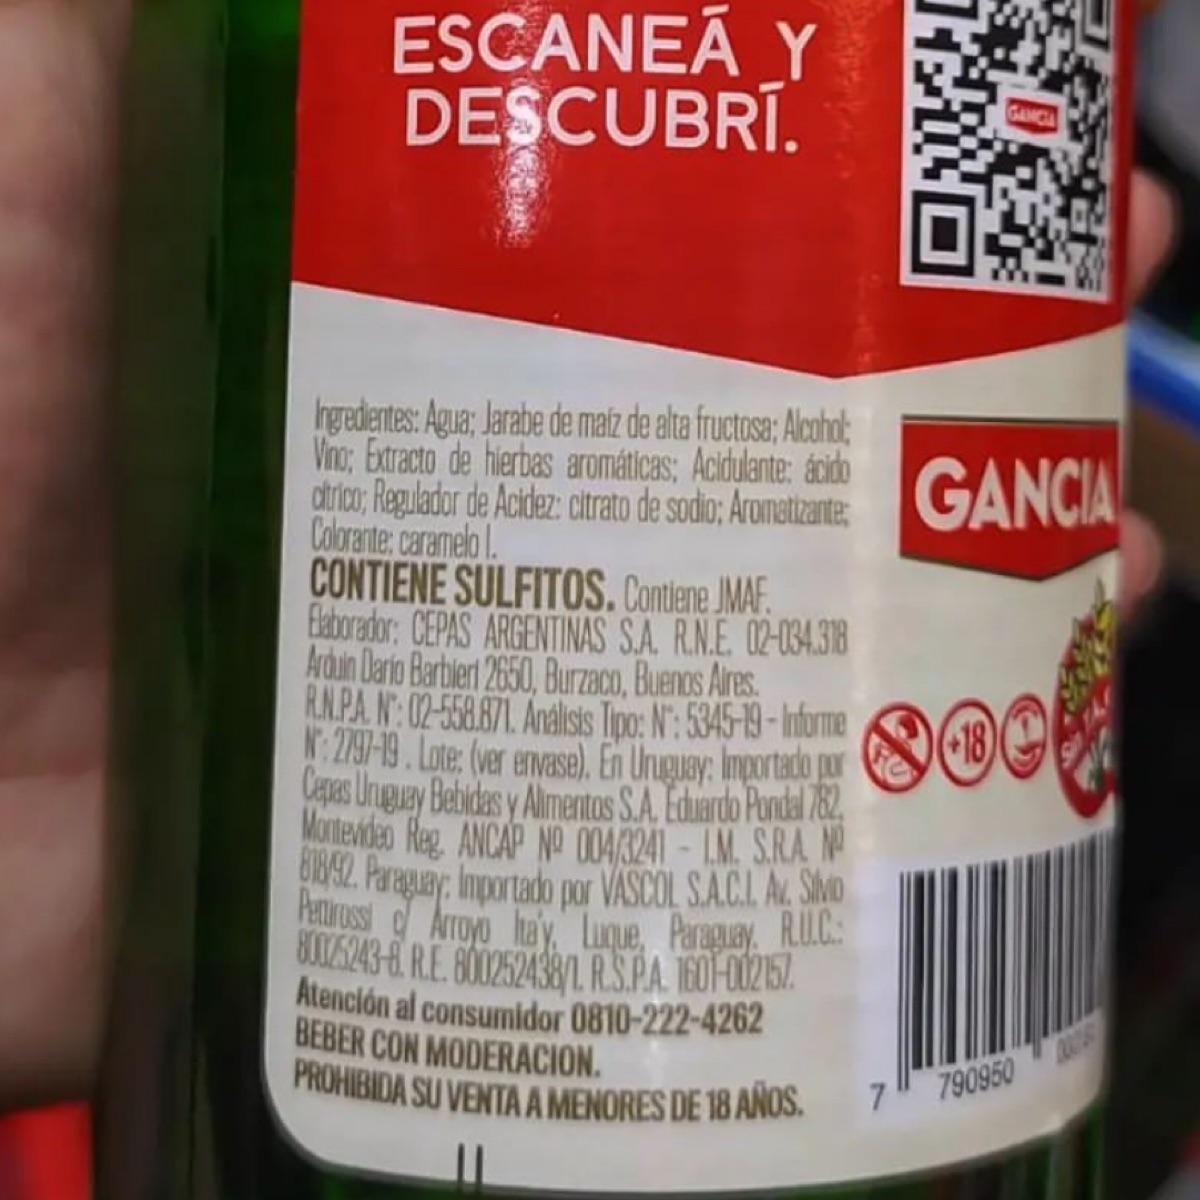 ESCANEÁ Y
DESCUBRÍ.
GANCIA
Ingredientes: Agua; Jarabe de maíz de alta fructosa; Alcohol;
Vino; Extracto de hierbas aromáticas; Acidulante: ácido
cítrico; Regulador de Acidez: citrato de sodio; Aromatizante;
Colorante: caramelo I.
CONTIENE SULFITOS. Contiene JMAF.
Elaborador: CEPAS ARGENTINAS S.A. R.N.E. 02-034.318
Arduin Darío Barbieri 2650, Burzaco, Buenos Aires.
R.N.P.A. N°: 02-558.871. Análisis Tipo: N°: 5345-19 - Informe
N°: 2797-19 . Lote: (ver envase). En Uruguay: Importado por
Cepas Uruguay Bebidas y Alimentos S.A. Eduardo Pondal 782,
Montevideo Reg. ANCAP Nº 004/3241 - I.M. S.R.A. Nº
818/92. Paraguay: Importado por VASCOL S.A.C.I. Av. Silvio
Pettirossi c/ Arroyo Ita'y, Luque, Paraguay. R.U.C.:
80025243-8. R.E. 800252438/1. R.S.P.A. 1601-002157.
Atención al consumidor 0810-222-4262
BEBER CON MODERACION.
PROHIBIDA SU VENTA A MENORES DE 18 AÑOS.
GANCIA
+18
7 790950